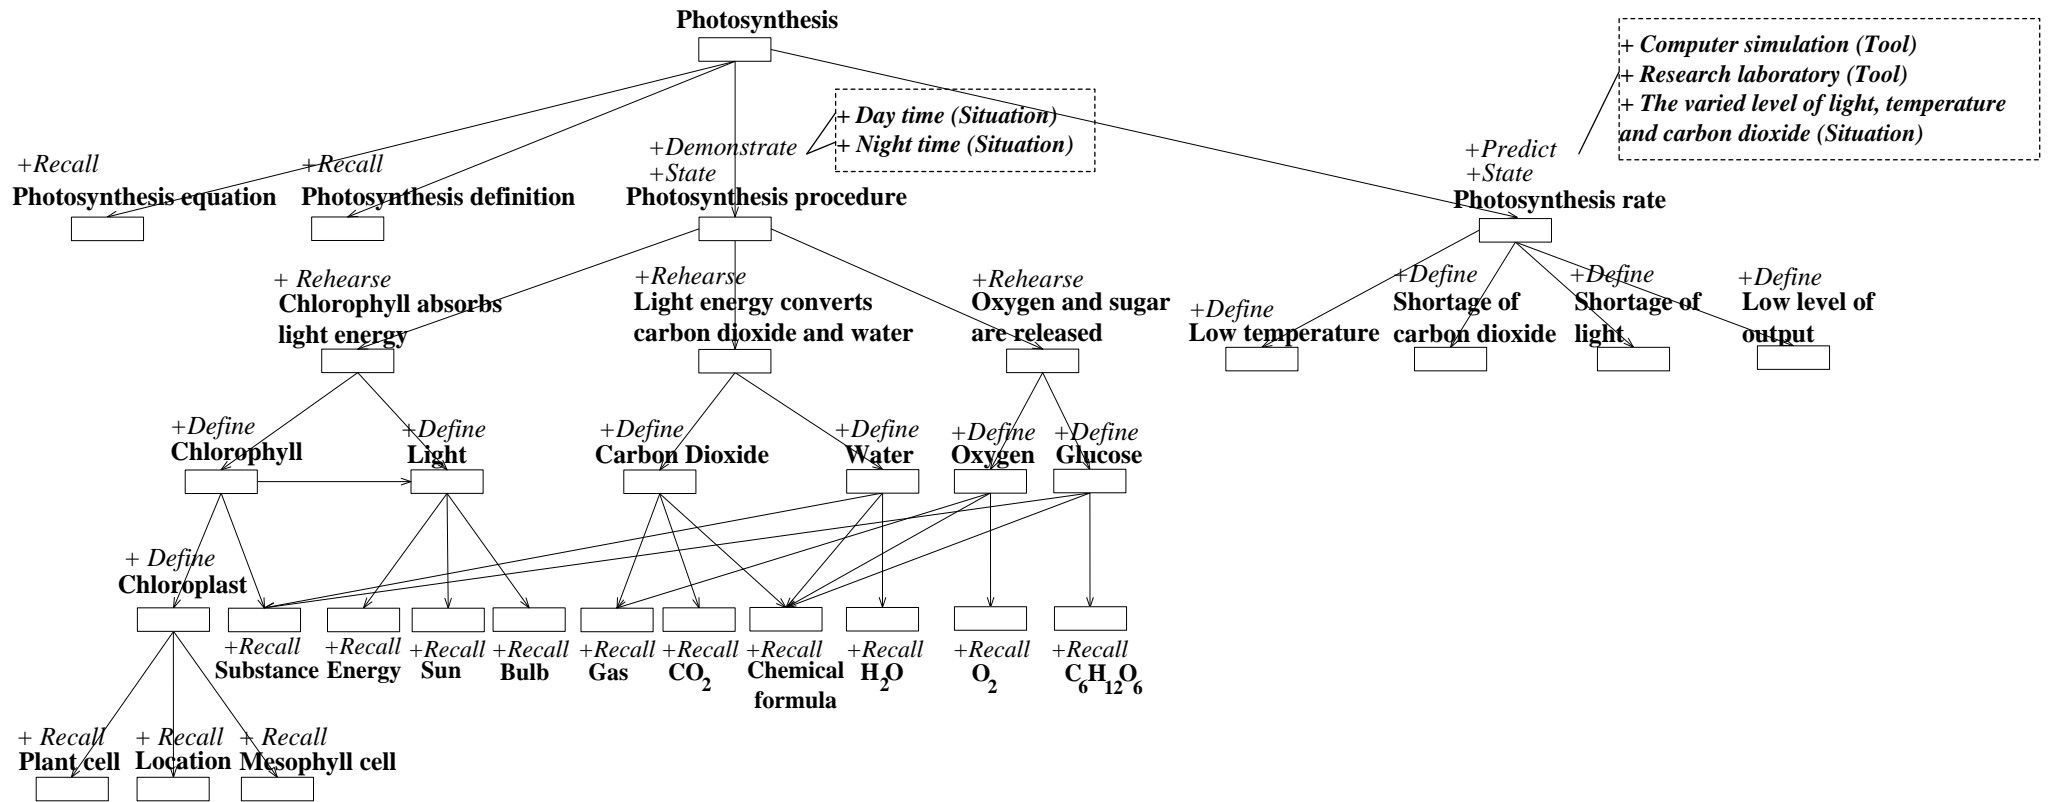 Photosynthesis
+ Computer simulation (Tool)
+ Research laboratory (Tool)
+ The varied level of light, temperature
and carbon dioxide (Situation)
+ Day time (Situation)
+ Night time (Situation)
+Recall
Photosynthesis equation
+Recall
Photosynthesis definition
+Demonstrate
+State
Photosynthesis procedure
+Predict
+State
Photosynthesis rate
+ Rehearse
Chlorophyll absorbs
light energy
+Rehearse
Light energy converts
carbon dioxide and water
+Rehearse
Oxygen and sugar
are released
+Define
Low temperature
+Define
Shortage of
carbon dioxide
+Define
Shortage of
light
+Define
Low level of
output
+Define
Chlorophyll
+Define
Light
+Define
Carbon Dioxide
+Define
Water
+Define
Oxygen
+Define
Glucose
+ Define
Chloroplast
+Recall
Substance
+Recall
Energy
+Recall
Sun
+Recall
Bulb
+Recall
Gas
+Recall
CO2
+Recall
Chemical
formula
+Recall
H2O
+Recall
O2
+Recall
C6H12O6
+ Recall
Plant cell
+ Recall
Location
+ Recall
Mesophyll cell